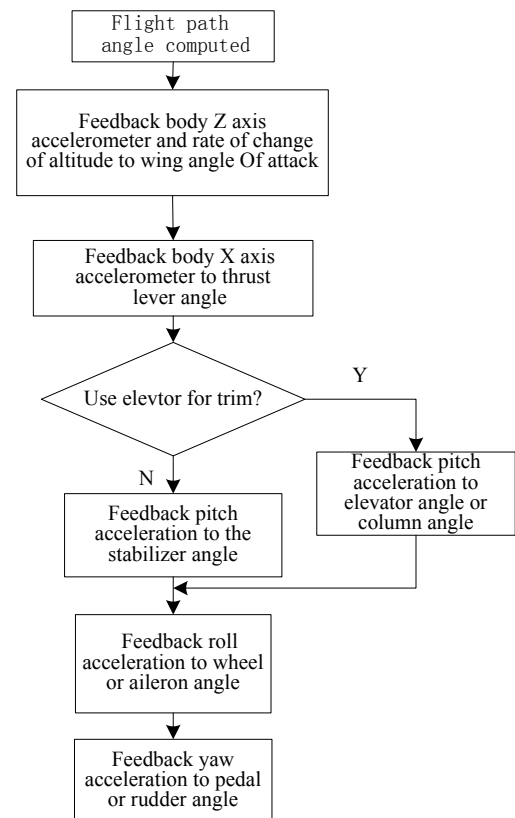 Flight path
angle computed
Feedback body Z axis
accelerometer and rate of change
of altitude to wing angle Of attack
Feedback body X axis
accelerometer to thrust
lever angle
Use elevtor for trim?
Y
N
Feedback pitch
acceleration to
elevator angle or
column angle
Feedback pitch
acceleration to the
stabilizer angle
Feedback roll
acceleration to wheel
or aileron angle
Feedback yaw
acceleration to pedal
or rudder angle